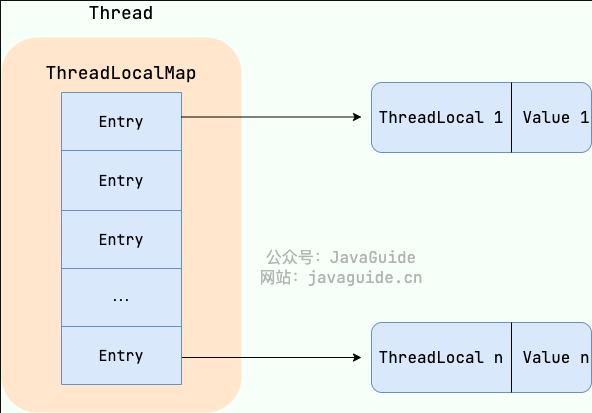 Thread
ThreadLocalMap
Entry
Entry
Entry
...
Entry
ThreadLocal 1 Value 1
公众号：JavaGuide
网站：javaguide.cn
ThreadLocal n Value n